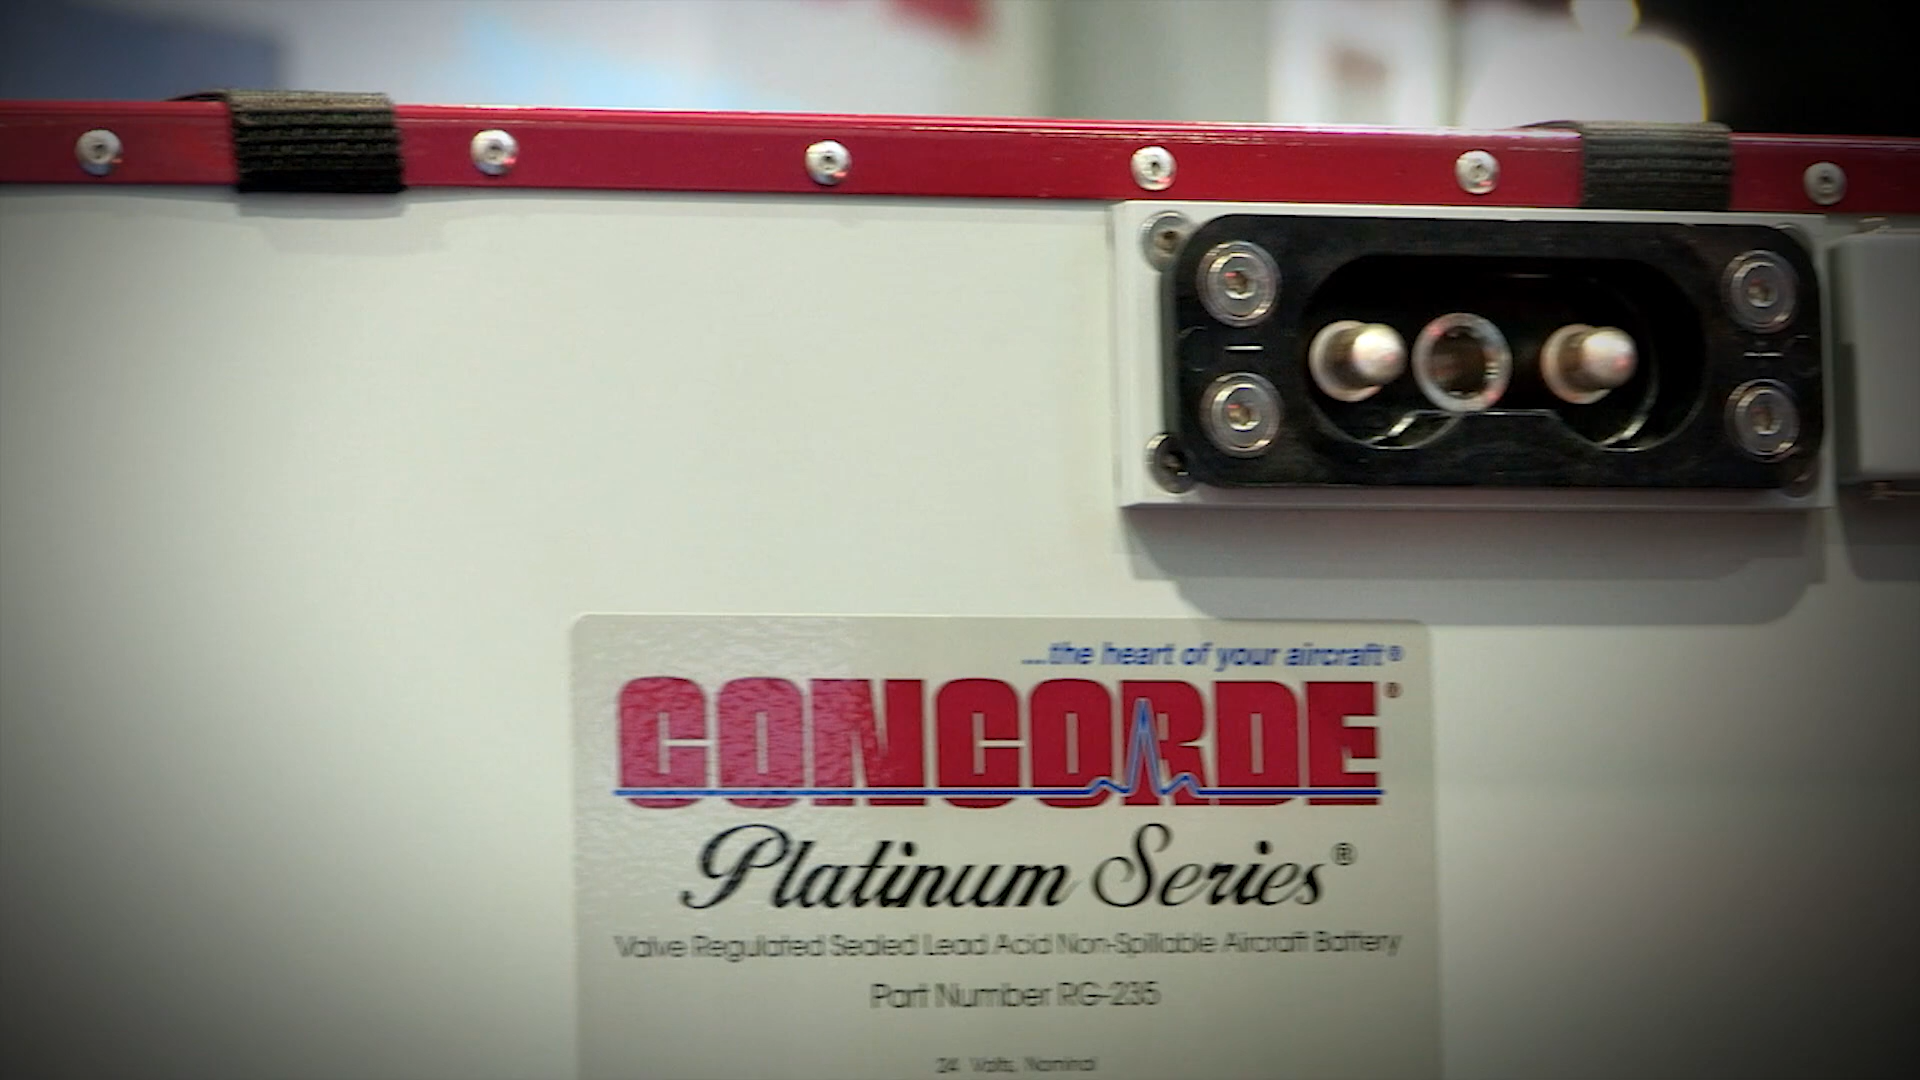 ...the heart of your aircraft®
CONCORDE®
Platinum Series®
Valve Regulated Sealed Lead Acid Non-Spillable Aircraft Battery
Part Number RG-235
24 Volts, Nominal